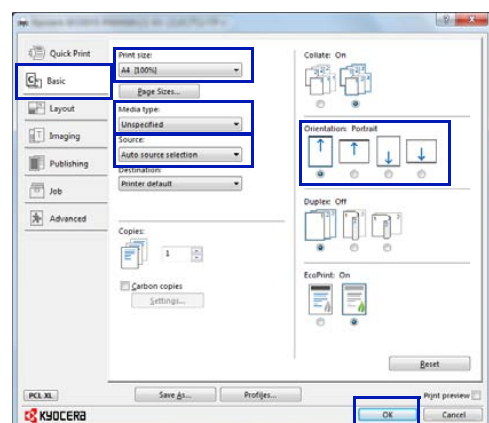 Quick Print
Basic
Layout
Imaging
Publishing
Job
Advanced
Print size:
A4 [100%]
Page Sizes...
Media type:
Unspecified
Source:
Auto source selection
Destination:
Printer default
Copies:
1
Carbon copies
Settings...
Collate: On
Orientation: Portrait
Duplex: Off
EcoPrint: On
Reset
PCL XL
Save As...
Profiles...
Print preview
KYOCERA
OK
Cancel